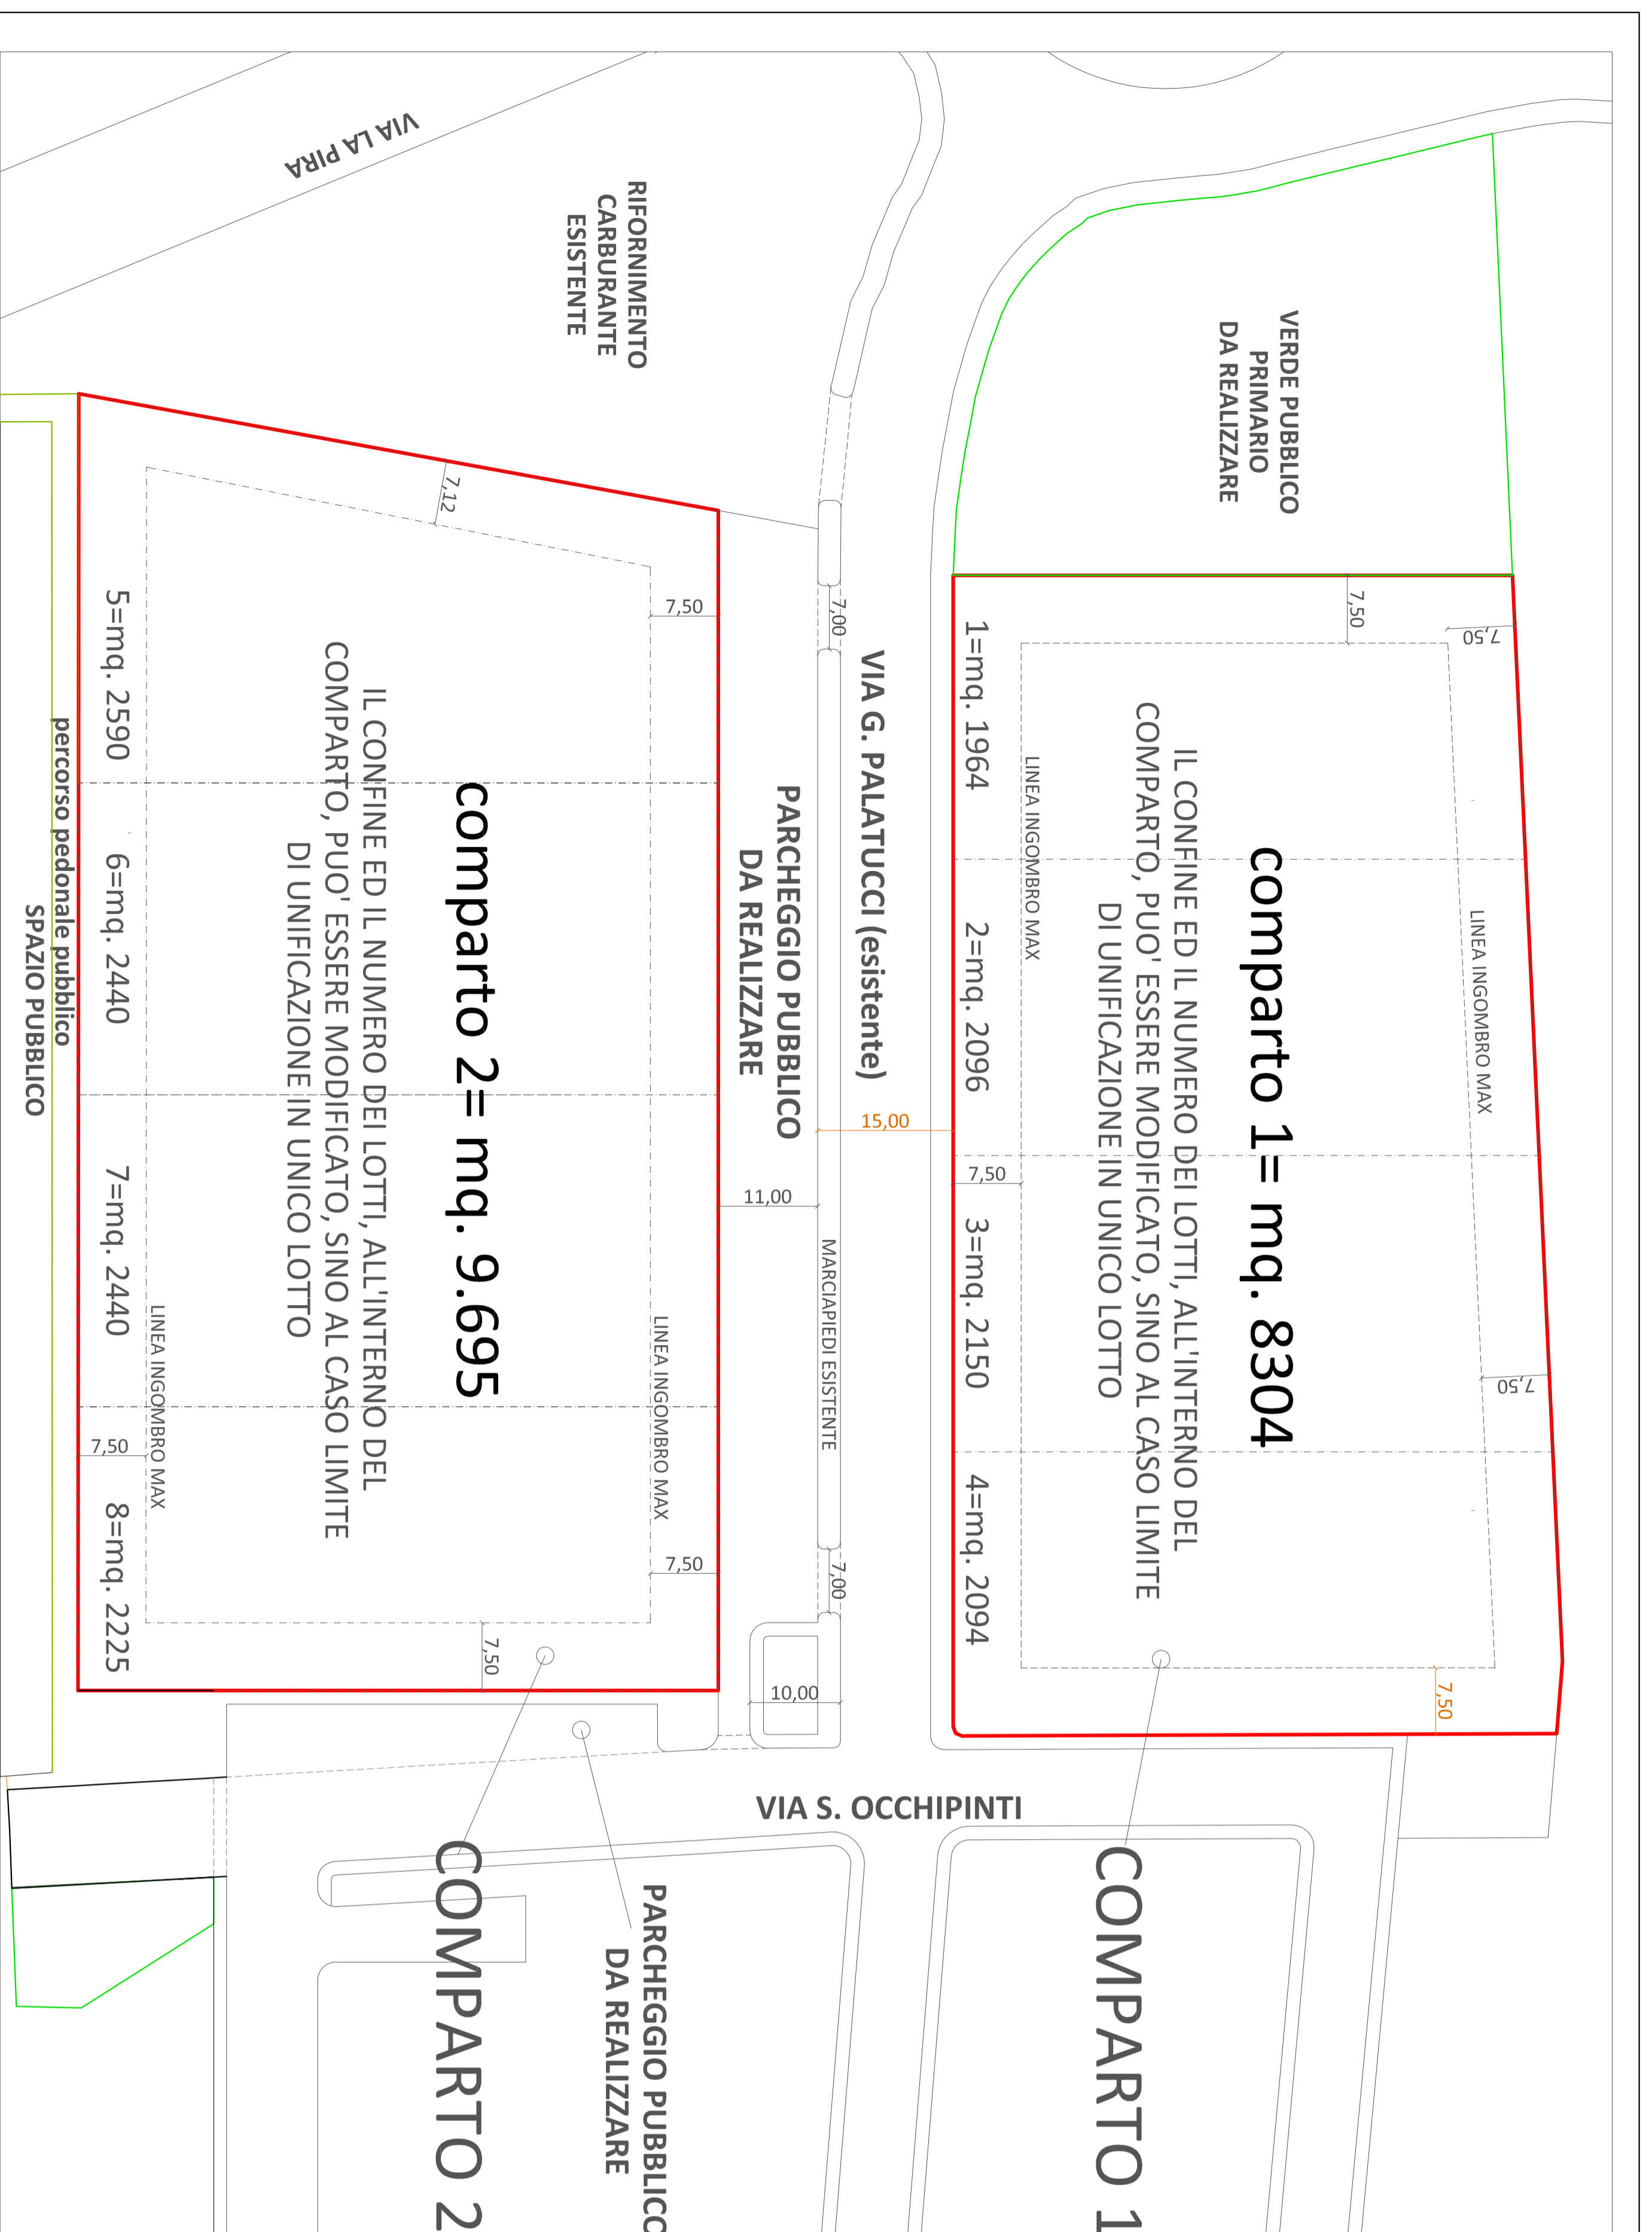 VIA LA PIRA
RIFORNIMENTO
CARBURANTE
ESISTENTE
VERDE PUBBLICO
PRIMARIO
DA REALIZZARE
7,50
7,50
LINEA INGOMBRO MAX
comparto 1= mq. 8304
IL CONFINE ED IL NUMERO DEI LOTTI, ALL'INTERNO DEL
COMPARTO, PUO' ESSERE MODIFICATO, SINO AL CASO LIMITE
DI UNIFICAZIONE IN UNICO LOTTO
LINEA INGOMBRO MAX
1=mq. 1964
2=mq. 2096
3=mq. 2150
4=mq. 2094
7,50
7,50
7,50
15,00
VIA G. PALATUCCI (esistente)
7,00
MARCIAPIEDI ESISTENTE
7,00
11,00
PARCHEGGIO PUBBLICO
DA REALIZZARE
10,00
7,12
7,50
LINEA INGOMBRO MAX
7,50
7,50
comparto 2= mq. 9.695
IL CONFINE ED IL NUMERO DEI LOTTI, ALL'INTERNO DEL
COMPARTO, PUO' ESSERE MODIFICATO, SINO AL CASO LIMITE
DI UNIFICAZIONE IN UNICO LOTTO
LINEA INGOMBRO MAX
7,50
5=mq. 2590
6=mq. 2440
7=mq. 2440
8=mq. 2225
percorso pedonale pubblico
SPAZIO PUBBLICO
VIA S. OCCHIPINTI
COMPARTO 1
PARCHEGGIO PUBBLICO
DA REALIZZARE
COMPARTO 2